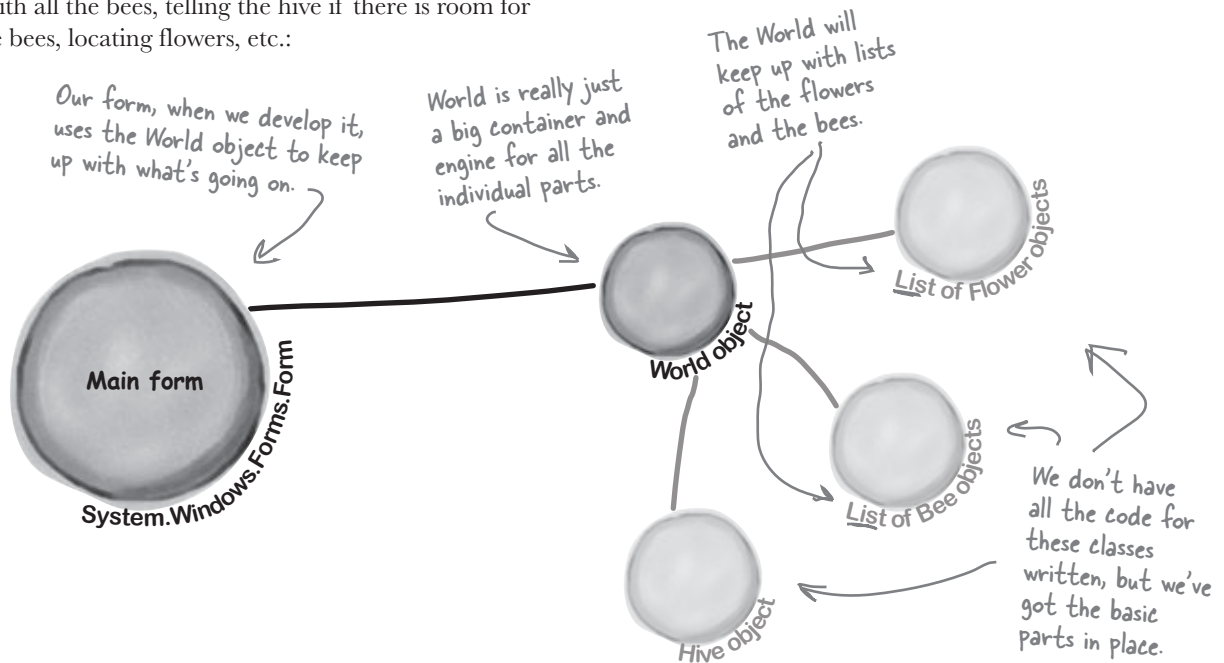 with all the bees, telling the hive if there is room for
e bees, locating flowers, etc.:
Our form, when we develop it,
uses the World object to keep
up with what's going on.
World is really just
a big container and
engine for all the
individual parts.
The World will
keep up with lists
of the flowers
and the bees.
Main form
System.Windows.Forms.Form
World object
List of Flower objects
List of Bee objects
Hive object
We don't have
all the code for
these classes
written, but we've
got the basic
parts in place.